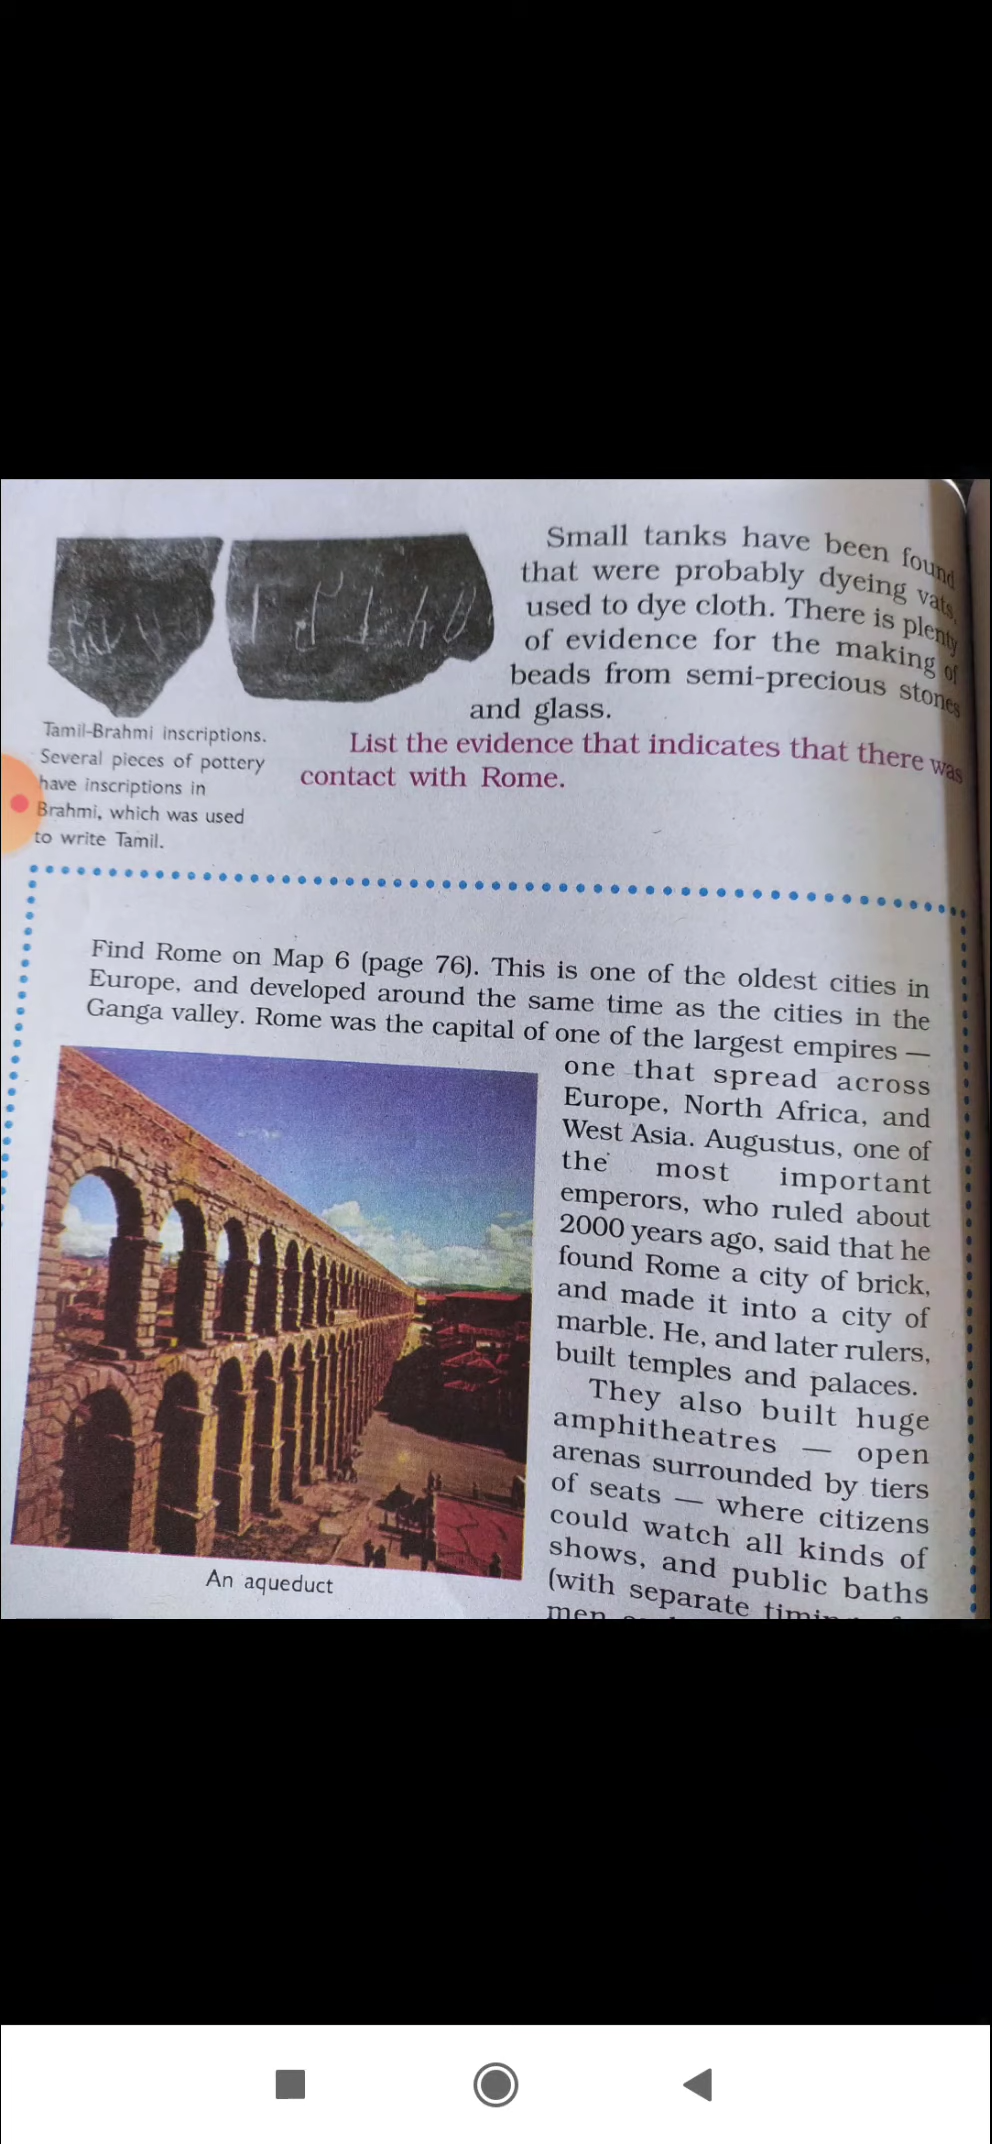 Small tanks have been found
that were probably dyeing vats,
used to dye cloth. There is plenty
of evidence for the making of
beads from semi-precious stones
and glass.
List the evidence that indicates that there was
contact with Rome.
Tamil-Brahmi inscriptions.
Several pieces of pottery
have inscriptions in
Brahmi, which was used
to write Tamil.
Find Rome on Map 6 (page 76). This is one of the oldest cities in
Europe, and developed around the same time as the cities in the
Ganga valley. Rome was the capital of one of the largest empires —
one that spread across
Europe, North Africa, and
West Asia. Augustus, one of
the most important
emperors, who ruled about
2000 years ago, said that he
found Rome a city of brick,
and made it into a city of
marble. He, and later rulers,
built temples and palaces.
They also built huge
amphitheatres — open
arenas surrounded by tiers
of seats — where citizens
could watch all kinds of
shows, and public baths
(with separate
men
An aqueduct